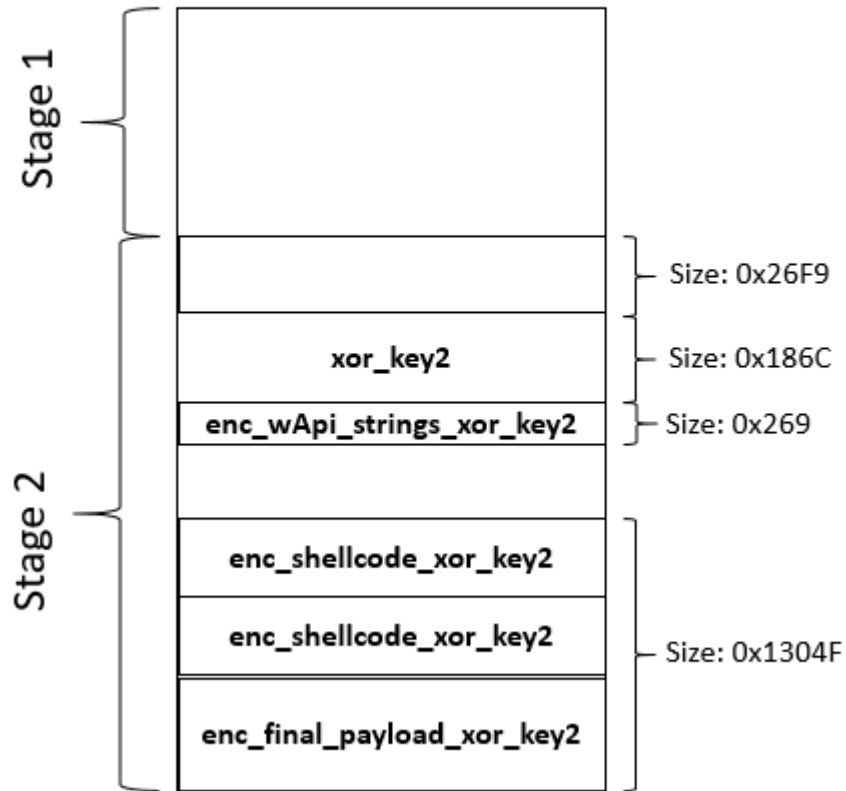 Stage 1
Size: 0x26F9
xor_key2
Size: 0x186C
enc_wApi_strings_xor_key2
Size: 0x269
Stage 2
enc_shellcode_xor_key2
enc_shellcode_xor_key2
Size: 0x1304F
enc_final_payload_xor_key2